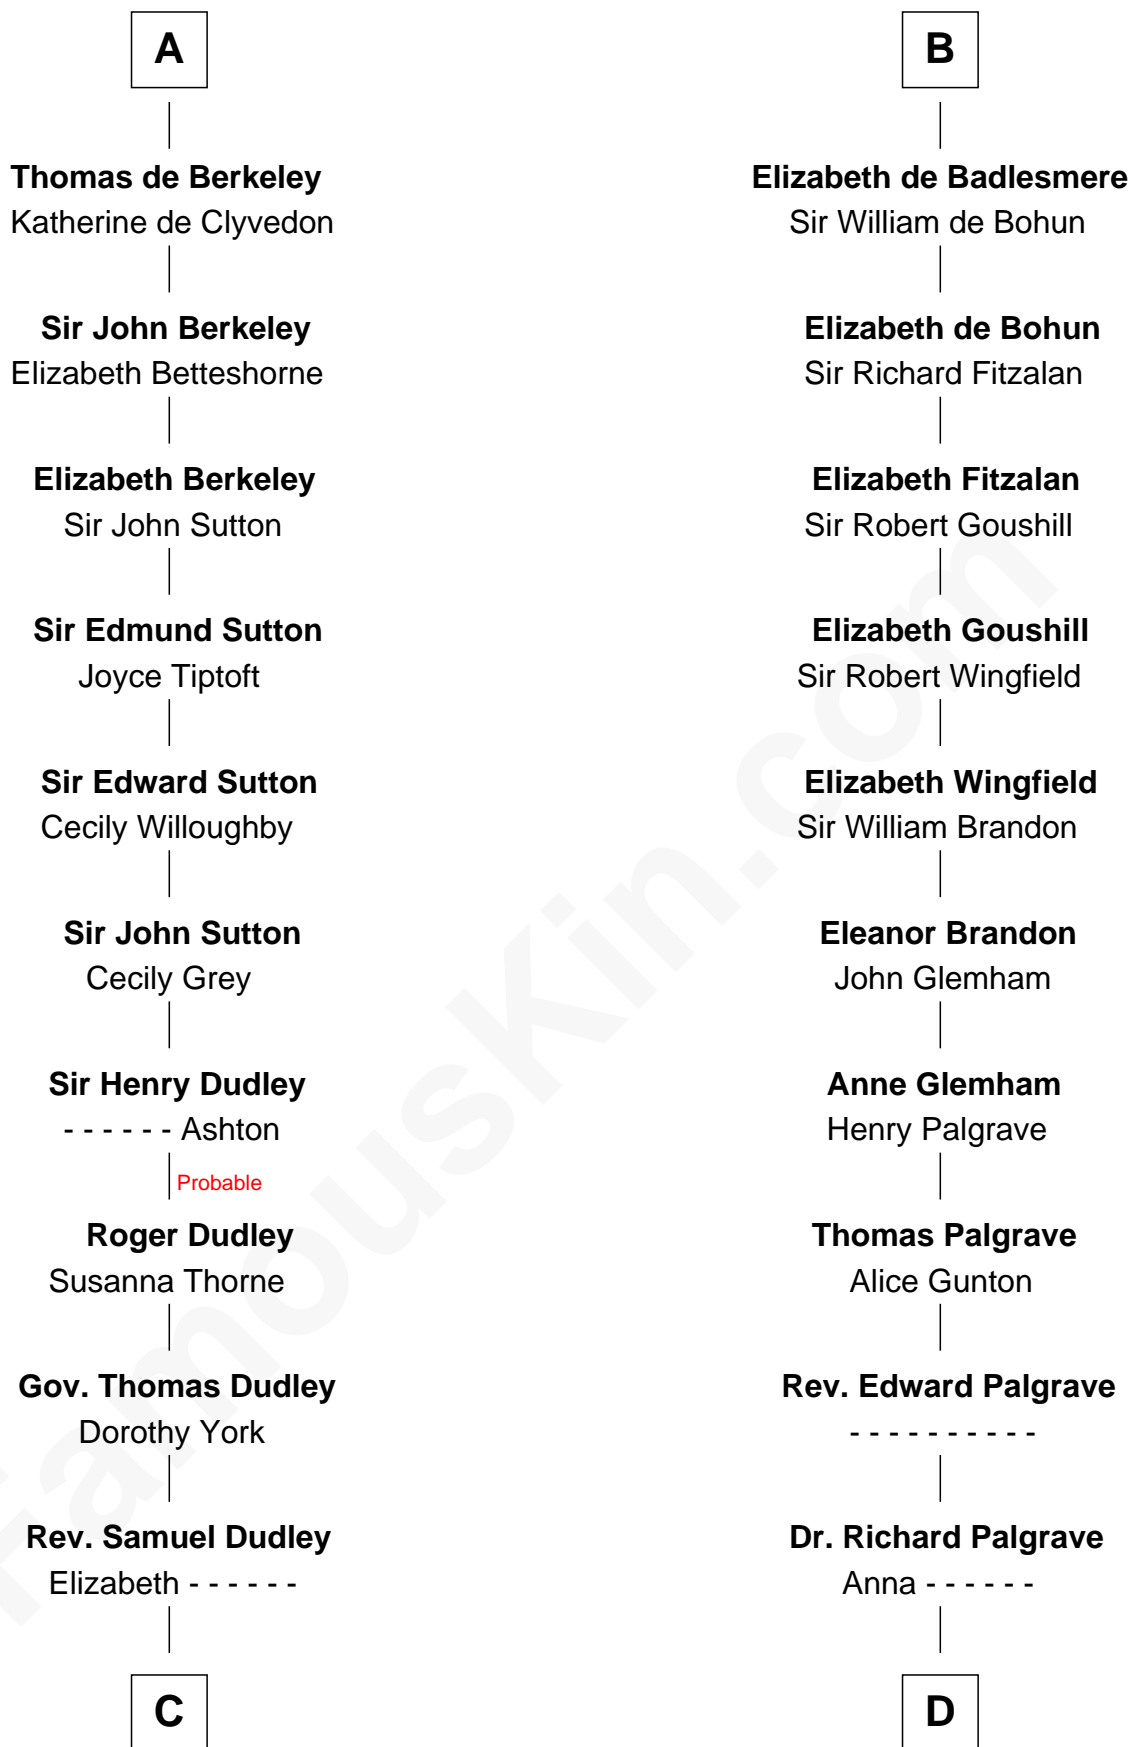 A
Thomas de Berkeley
Katherine de Clyvedon
Sir John Berkeley
Elizabeth Betteshorne
Elizabeth Berkeley
Sir John Sutton
Sir Edmund Sutton
Joyce Tiptoft
Sir Edward Sutton
Cecily Willoughby
Sir John Sutton
Cecily Grey
Sir Henry Dudley
- - - - - - Ashton
Probable
Roger Dudley
Susanna Thorne
Gov. Thomas Dudley
Dorothy York
Rev. Samuel Dudley
Elizabeth - - - - - -
C
B
Elizabeth de Badlesmere
Sir William de Bohun
Elizabeth de Bohun
Sir Richard Fitzalan
Elizabeth Fitzalan
Sir Robert Goushill
Elizabeth Goushill
Sir Robert Wingfield
Elizabeth Wingfield
Sir William Brandon
Eleanor Brandon
John Glemham
Anne Glemham
Henry Palgrave
Thomas Palgrave
Alice Gunton
Rev. Edward Palgrave
- - - - - - - - - -
Dr. Richard Palgrave
Anna - - - - - -
D
FamousKin.com